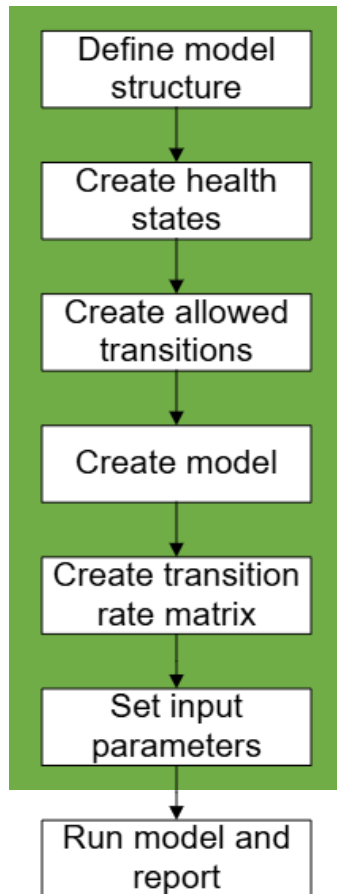 Define model
structure
Create health
states
Create allowed
transitions
Create model
Create transition
rate matrix
Set input
parameters
Run model and
report